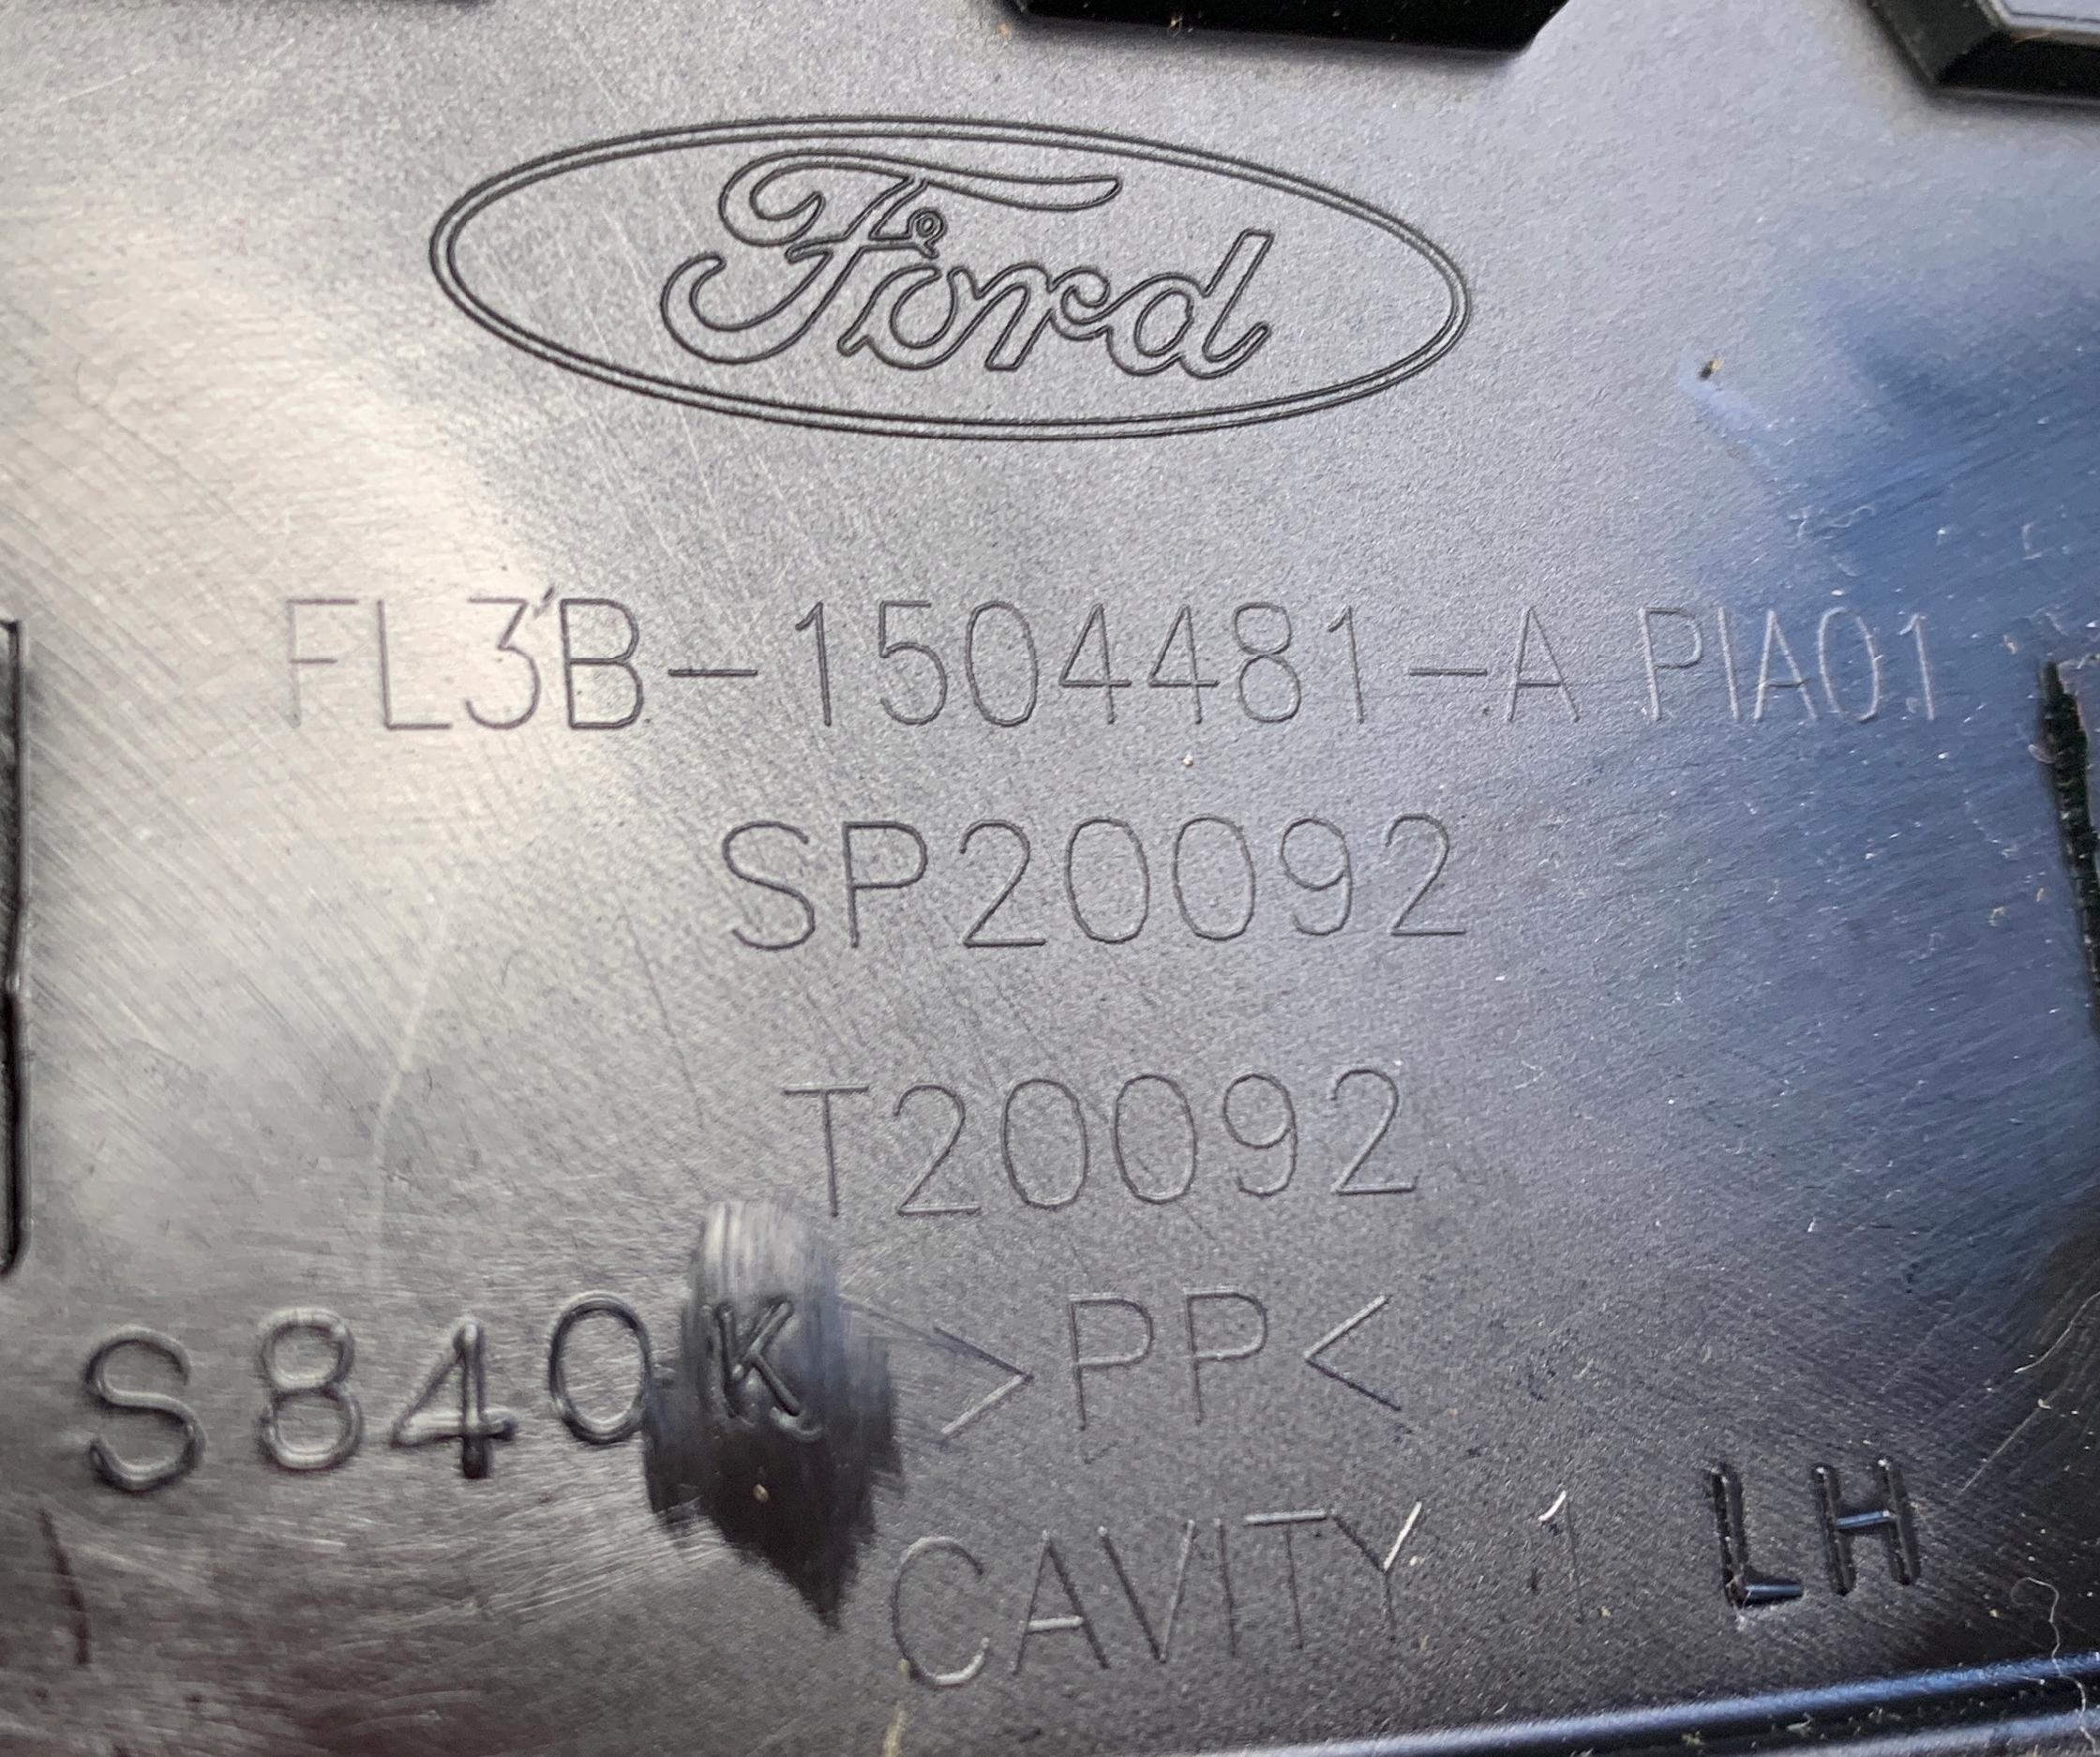 Ford
FL3B-1504481-A PIA01
SP20092
T20092
S840K >PP<
CAVITY 1 LH